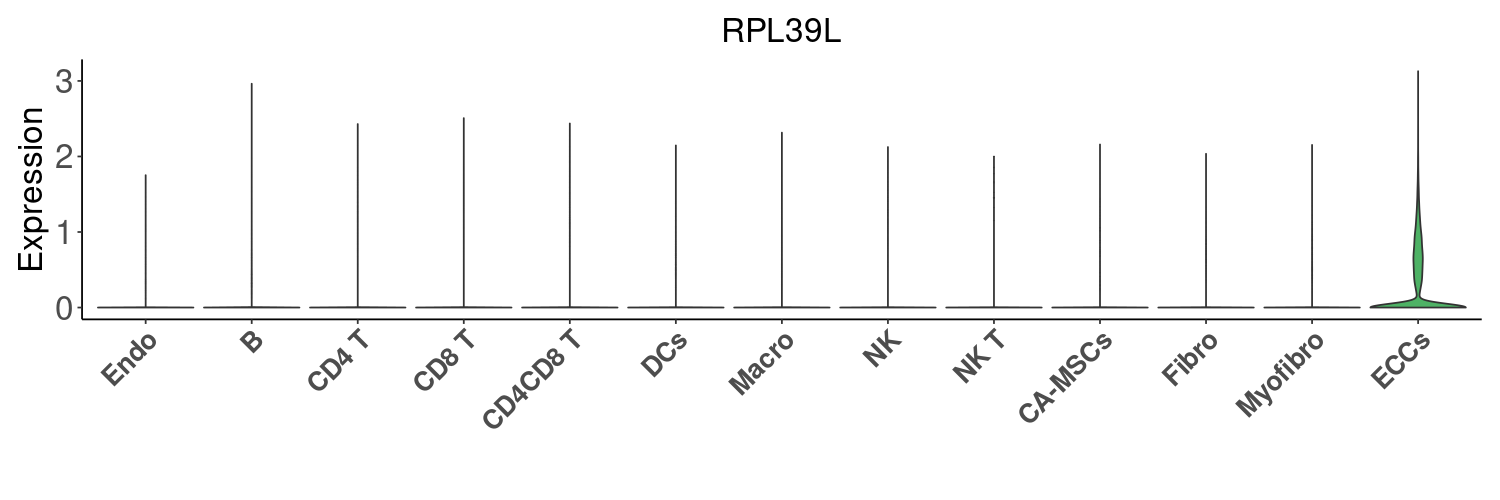 RPL39L
Expression
3
2
1
0
Endo
B
CD4 T
CD8 T
CD4CD8 T
DCs
Macro
NK
NK T
CA-MSCs
Fibro
Myofibro
ECCs